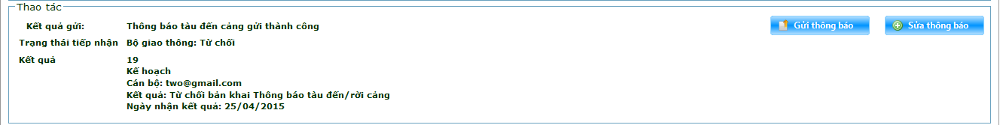 Thao tác
Kết quả gửi: Thông báo tàu đến cảng gửi thành công
Gửi thông báo
Sửa thông báo
Trạng thái tiếp nhận Bộ giao thông: Từ chối
Kết quả 19
Kế hoạch
Cán bộ: two@gmail.com
Kết quả: Từ chối bản khai Thông báo tàu đến/rời cảng
Ngày nhận kết quả: 25/04/2015